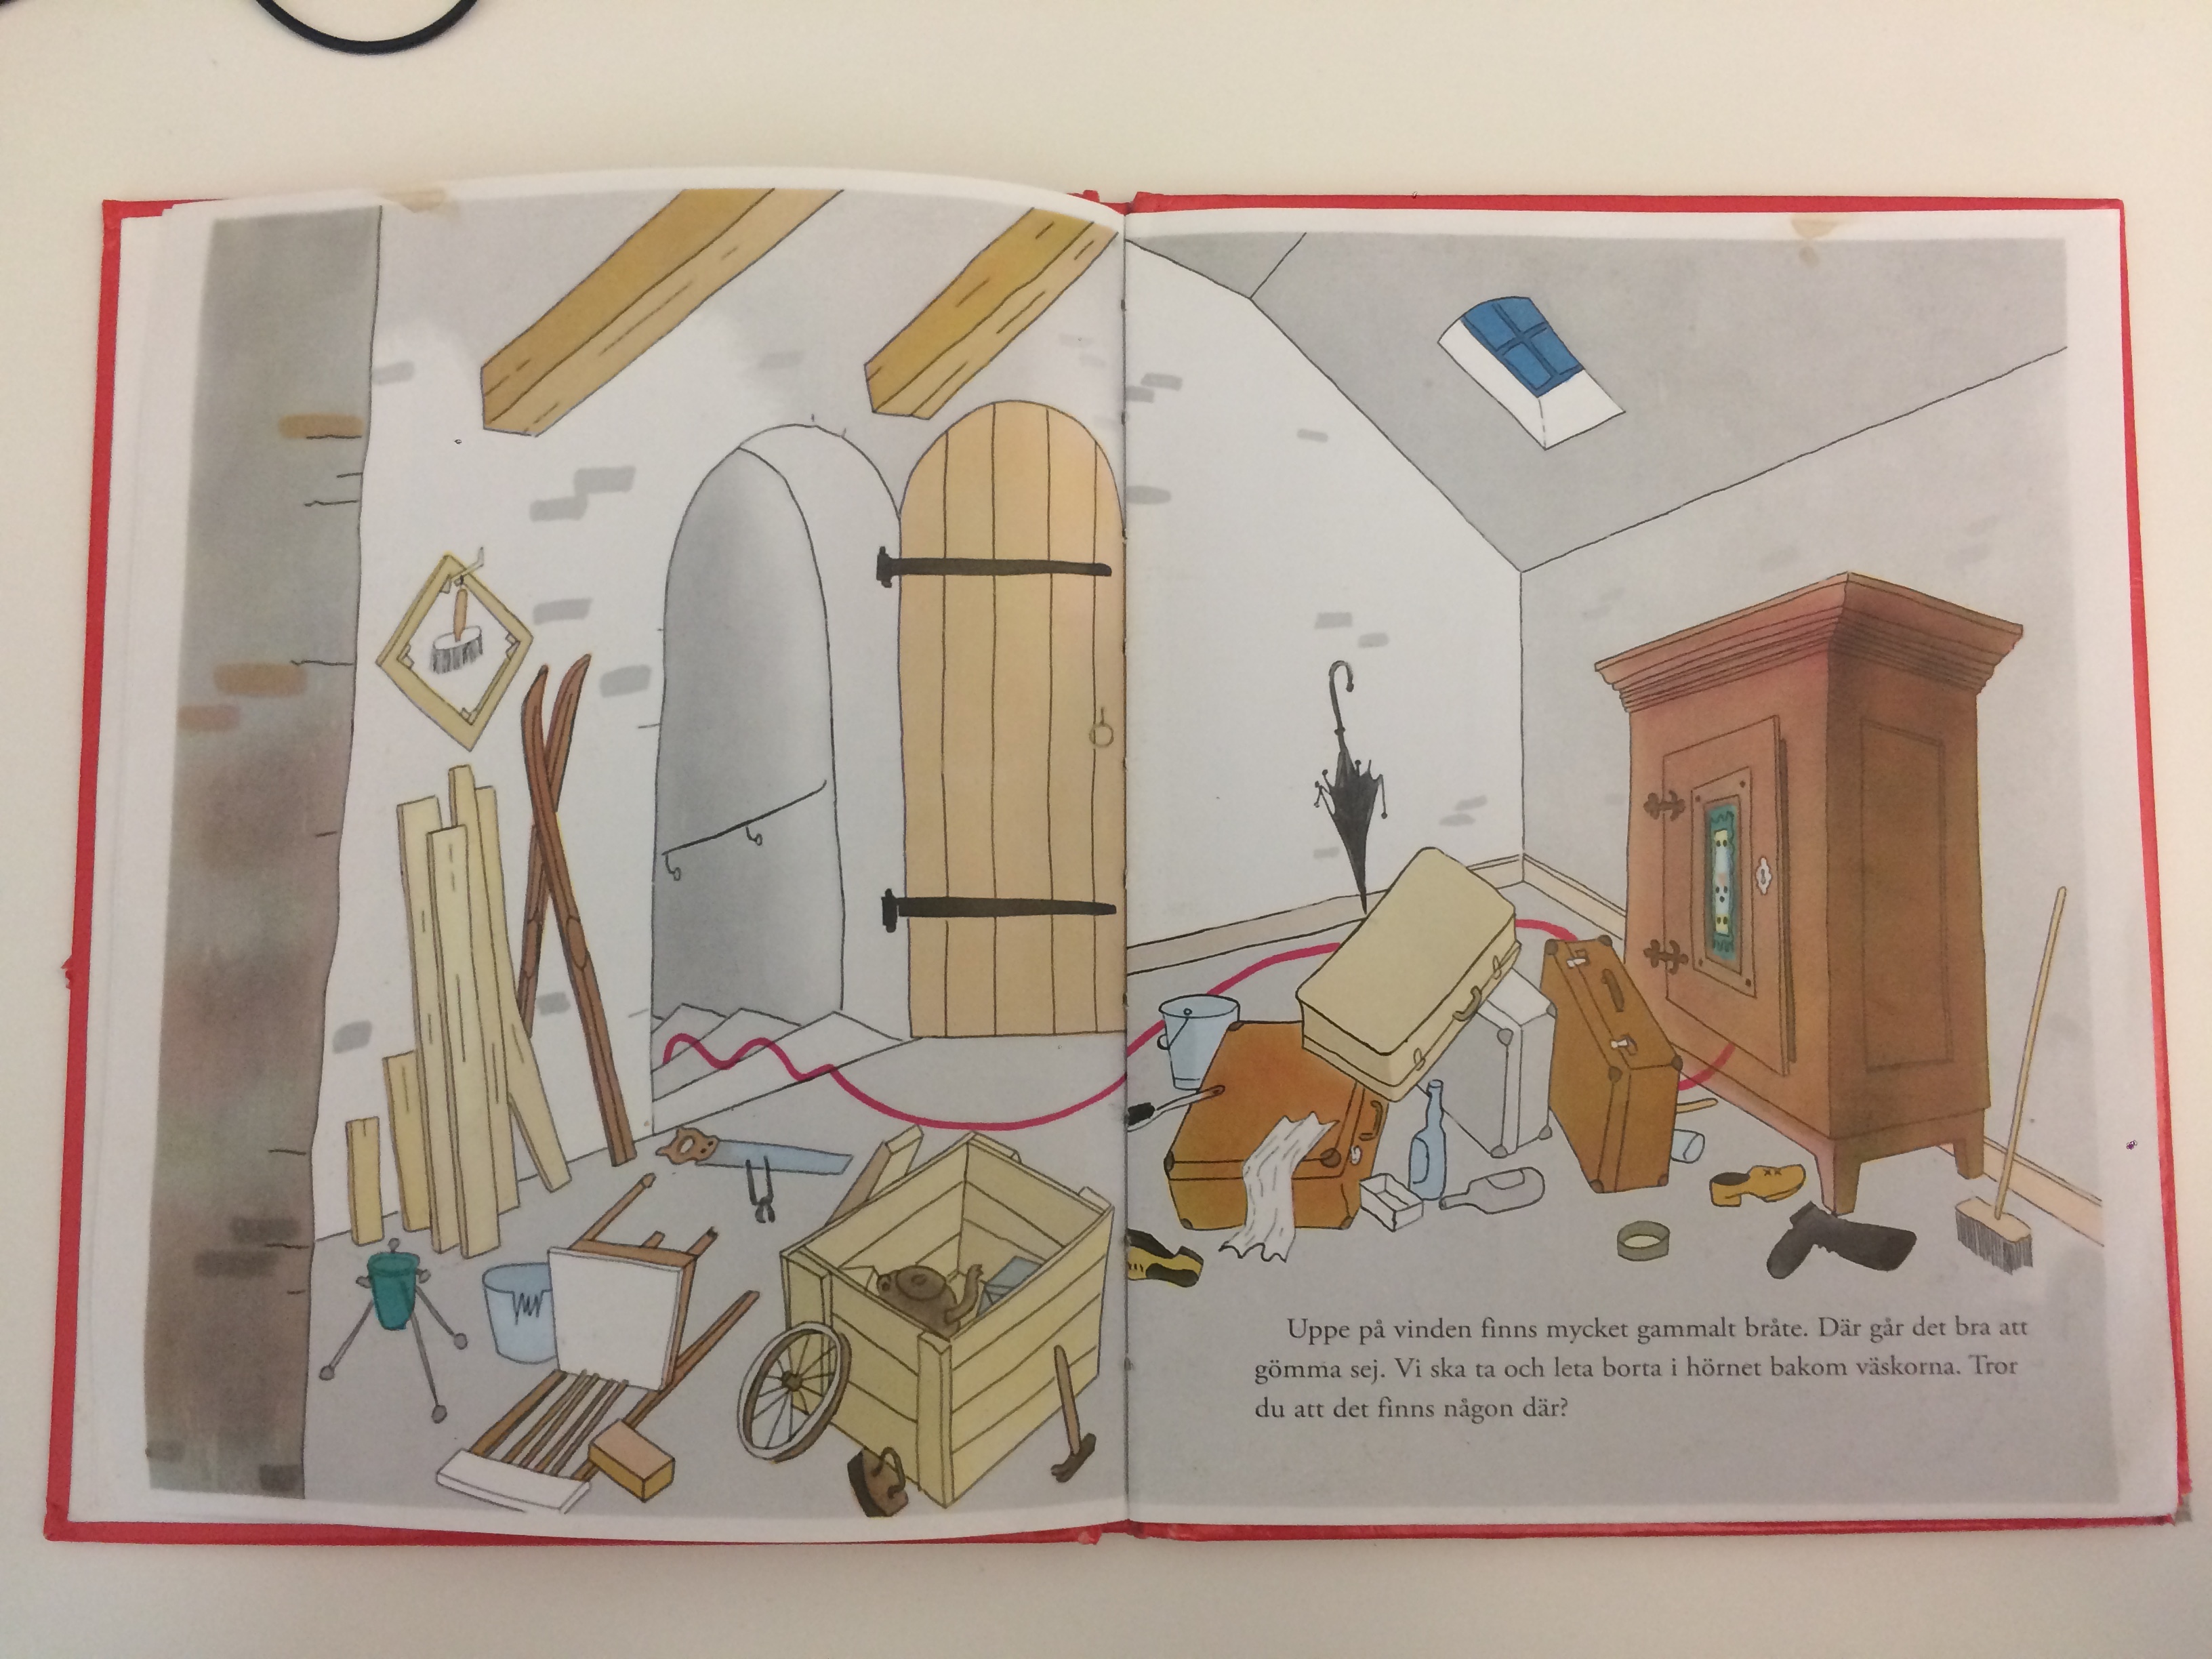 Uppe på vinden finns mycket gammalt bråte. Där går det bra att
gömma sej. Vi ska ta och leta borta i hörnet bakom väskorna. Tror
du att det finns någon där?